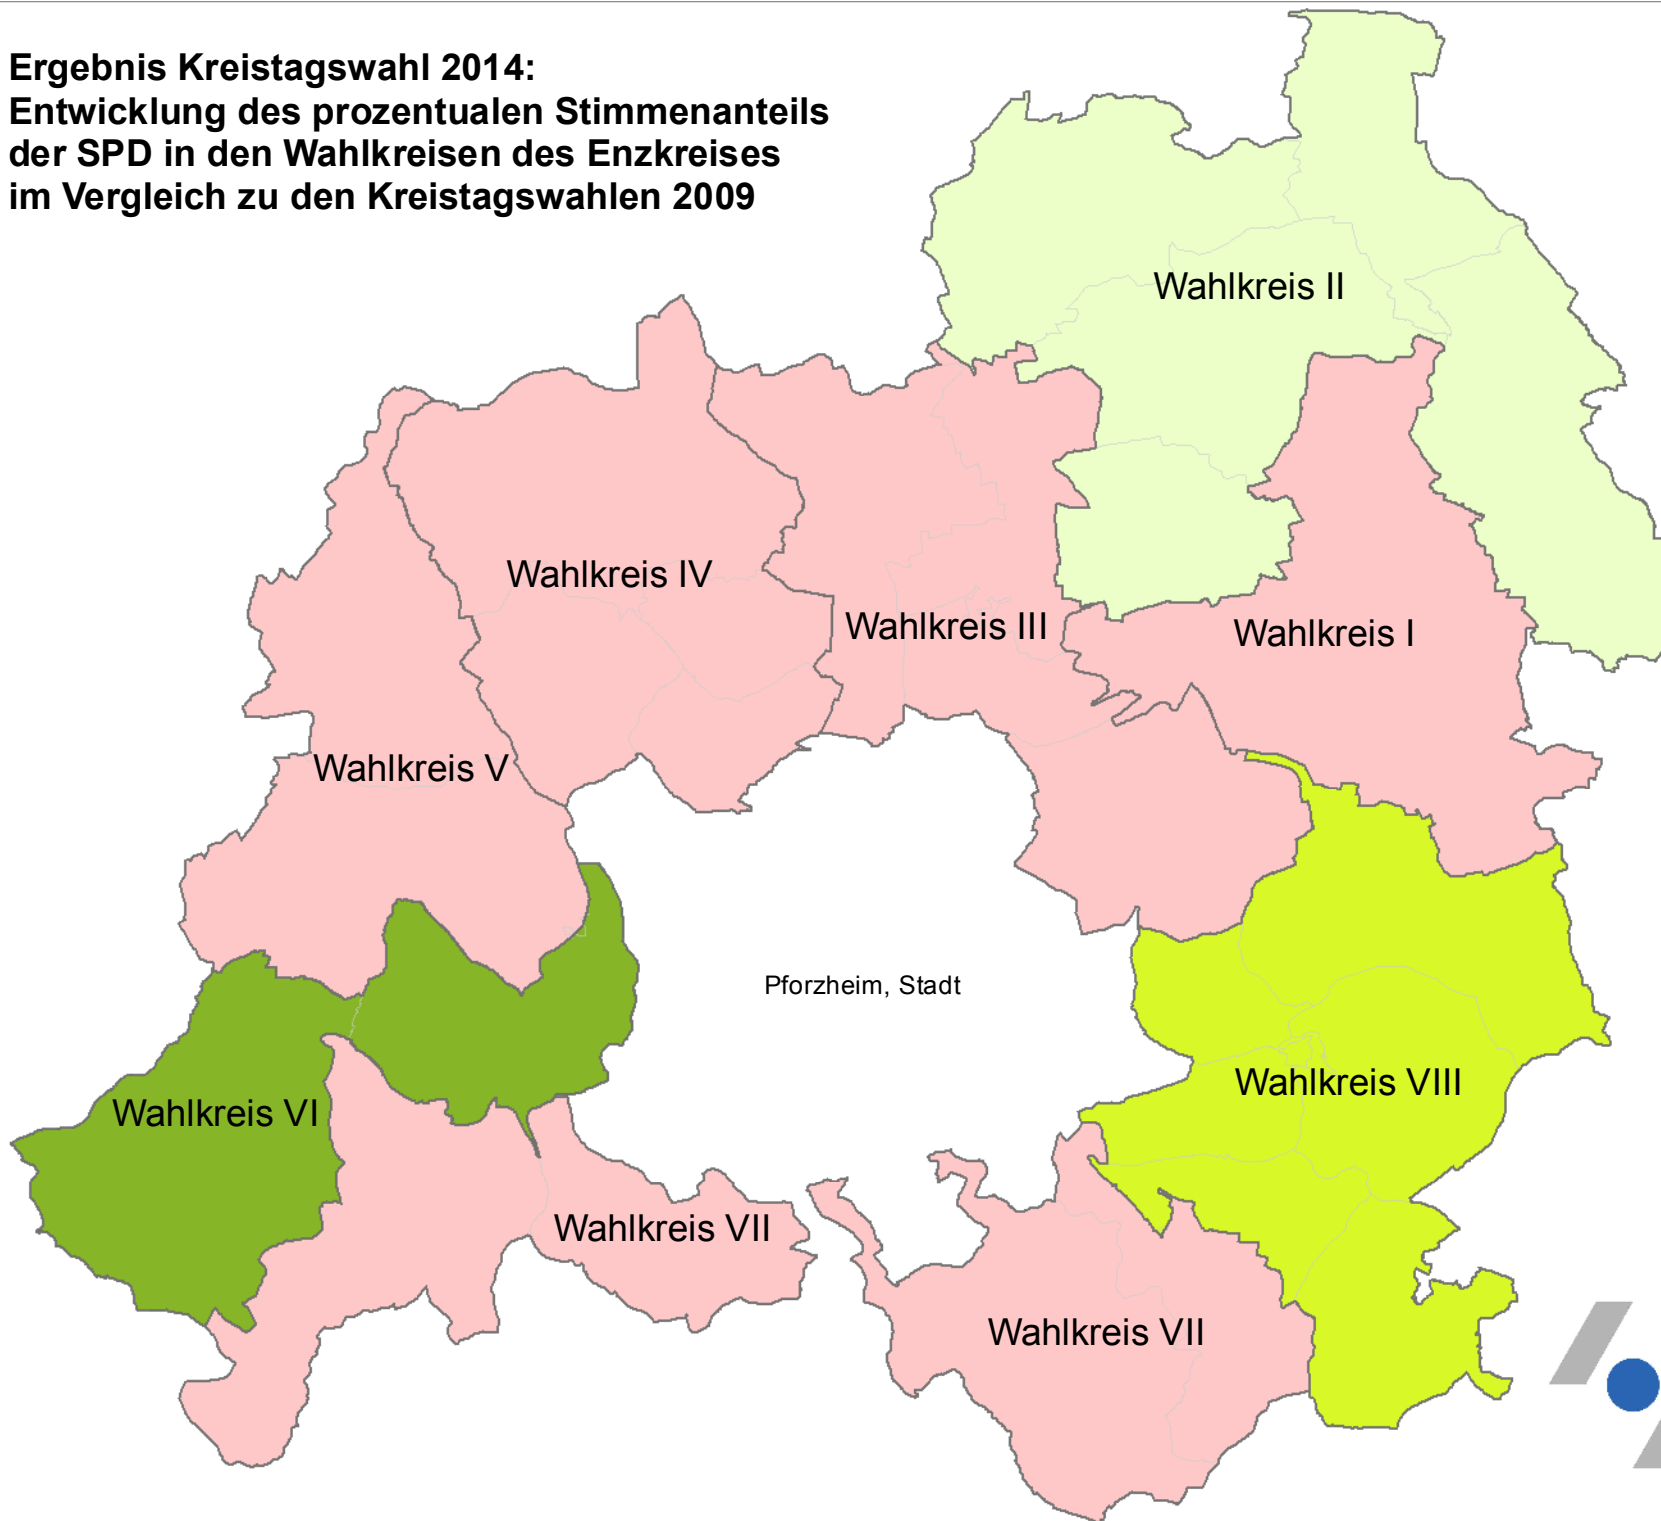 Ergebnis Kreistagswahl 2014:
Entwicklung des prozentualen Stimmenanteils
der SPD in den Wahlkreisen des Enzkreises
im Vergleich zu den Kreistagswahlen 2009
Wahlkreis II
Wahlkreis IV
Wahlkreis III
Wahlkreis I
Wahlkreis V
Pforzheim, Stadt
Wahlkreis VIII
Wahlkreis VI
Wahlkreis VII
Wahlkreis VII